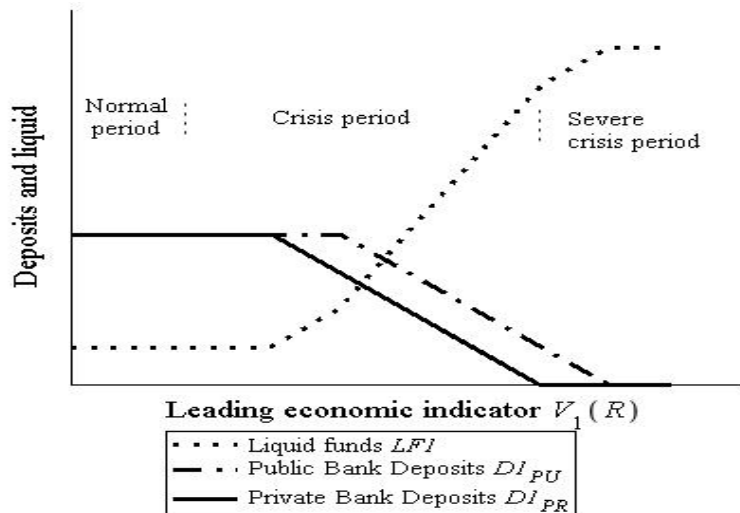 Normal
period
Crisis period
Severe
crisis period
Deposits and liquid
Leading economic indicator V1 (R)
Liquid funds LF1
Public Bank Deposits D1PU
Private Bank Deposits D1PR